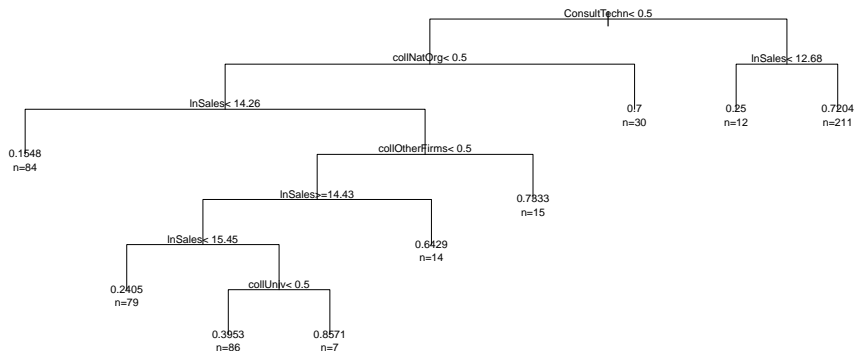 ConsultTechn< 0.5
collNatOrg< 0.5
lnSales< 12.68
lnSales< 14.26
0.7
n=30
0.25
n=12
0.7204
n=211
0.1548
n=84
collOtherFirms< 0.5
lnSales>=14.43
0.7333
n=15
lnSales< 15.45
0.6429
n=14
0.2405
n=79
collUniv< 0.5
0.3953
n=86
0.8571
n=7